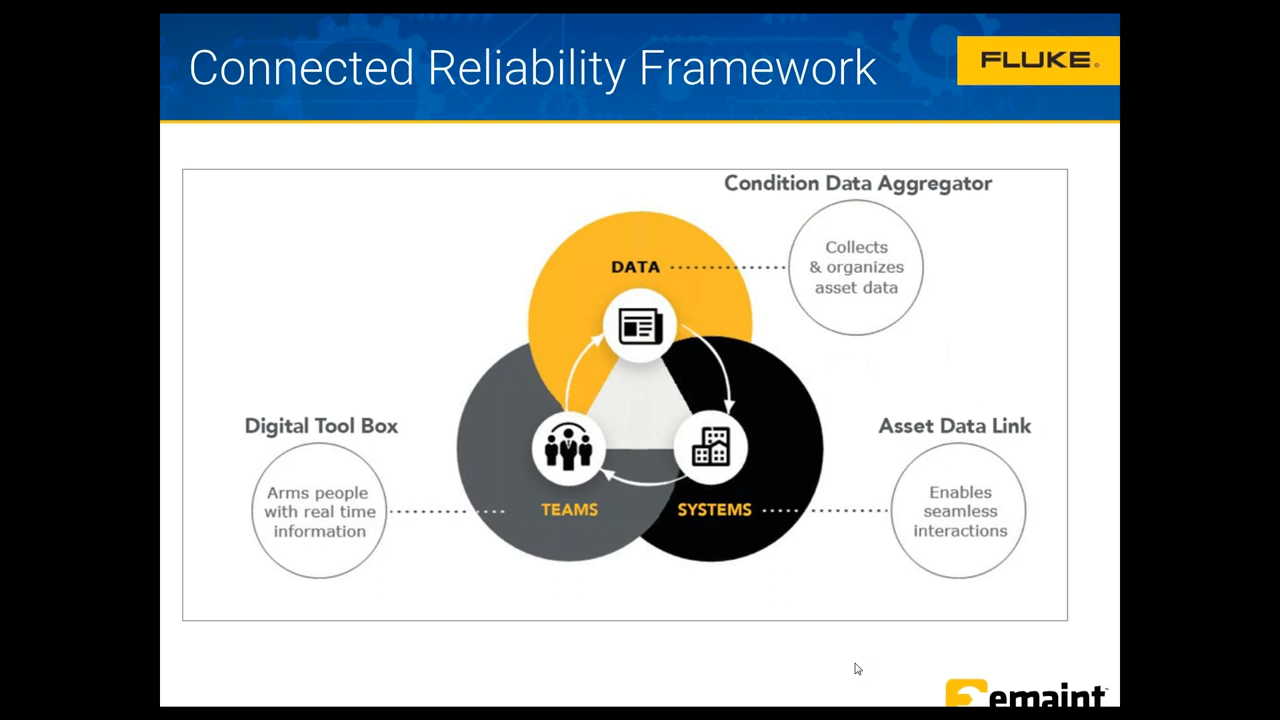 Connected Reliability Framework
FLUKE®
Condition Data Aggregator
Collects
& organizes
asset data
DATA
Digital Tool Box
Arms people
with real time
information
Asset Data Link
Enables
seamless
interactions
TEAMS
SYSTEMS
emaint™